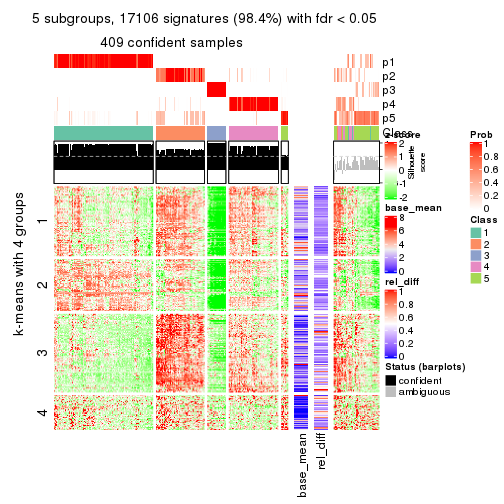 5 subgroups, 17106 signatures (98.4%) with fdr < 0.05
409 confident samples
p1
p2
p3
p4
p5
Class
Silhouette
score
1
2
3
4
k-means with 4 groups
base_mean
rel_diff
z-score
2
1
0
-1
-2
base_mean
8
6
4
2
0
rel_diff
1
0.8
0.6
0.4
0.2
0
Status (barplots)
confident
ambiguous
Prob
1
0.8
0.6
0.4
0.2
0
Class
1
2
3
4
5